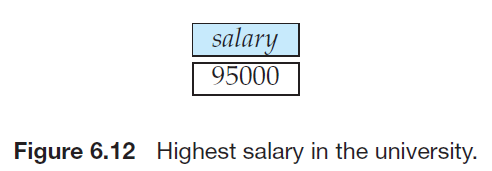 salary
95000
Figure 6.12 Highest salary in the university.